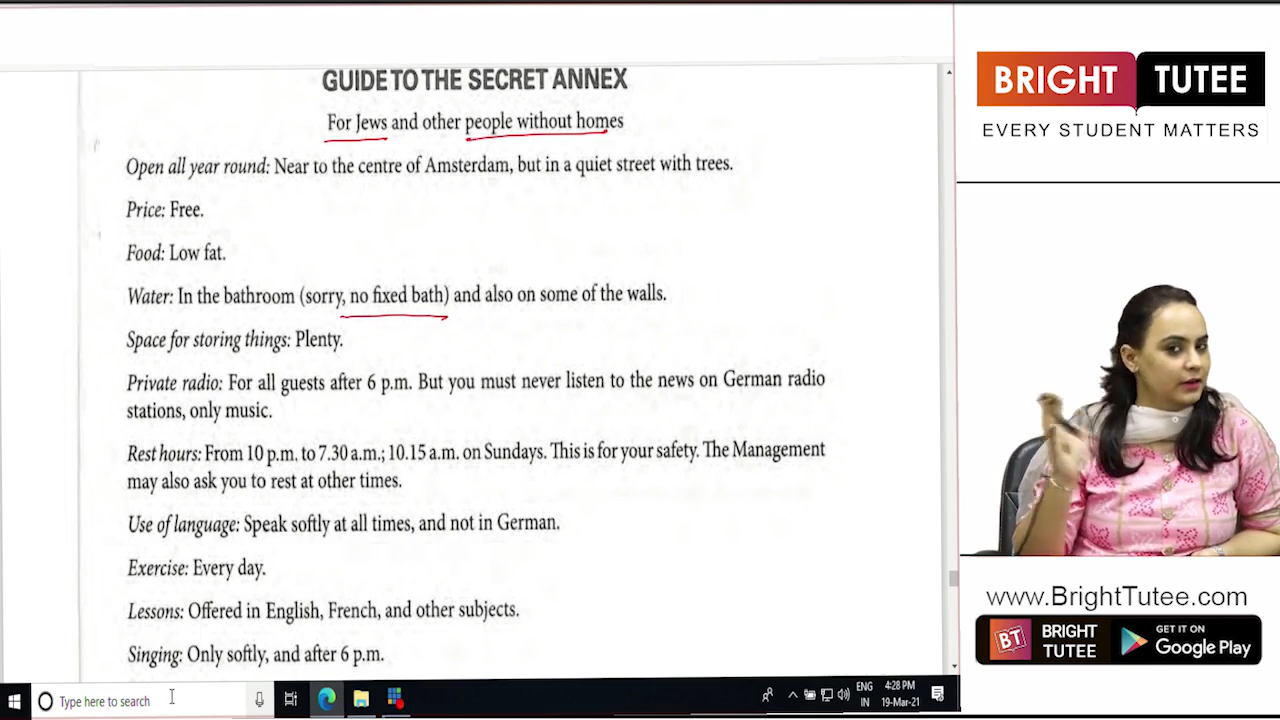 GUIDE TO THE SECRET ANNEX
For Jews and other people without homes
Open all year round: Near to the centre of Amsterdam, but in a quiet street with trees.
Price: Free.
Food: Low fat.
Water: In the bathroom (sorry, no fixed bath) and also on some of the walls.
Space for storing things: Plenty.
Private radio: For all guests after 6 p.m. But you must never listen to the news on German radio
stations, only music.
Rest hours: From 10 p.m. to 7.30 a.m.; 10.15 a.m. on Sundays. This is for your safety. The Management
may also ask you to rest at other times.
Use of language: Speak softly at all times, and not in German.
Exercise: Every day.
Lessons: Offered in English, French, and other subjects.
Singing: Only softly, and after 6 p.m.
Type here to search
ENG
IN
4:28 PM
19-Mar-21
BRIGHT TUTEE
EVERY STUDENT MATTERS
www.BrightTutee.com
BT
BRIGHT
TUTEE
GET IT ON
Google Play